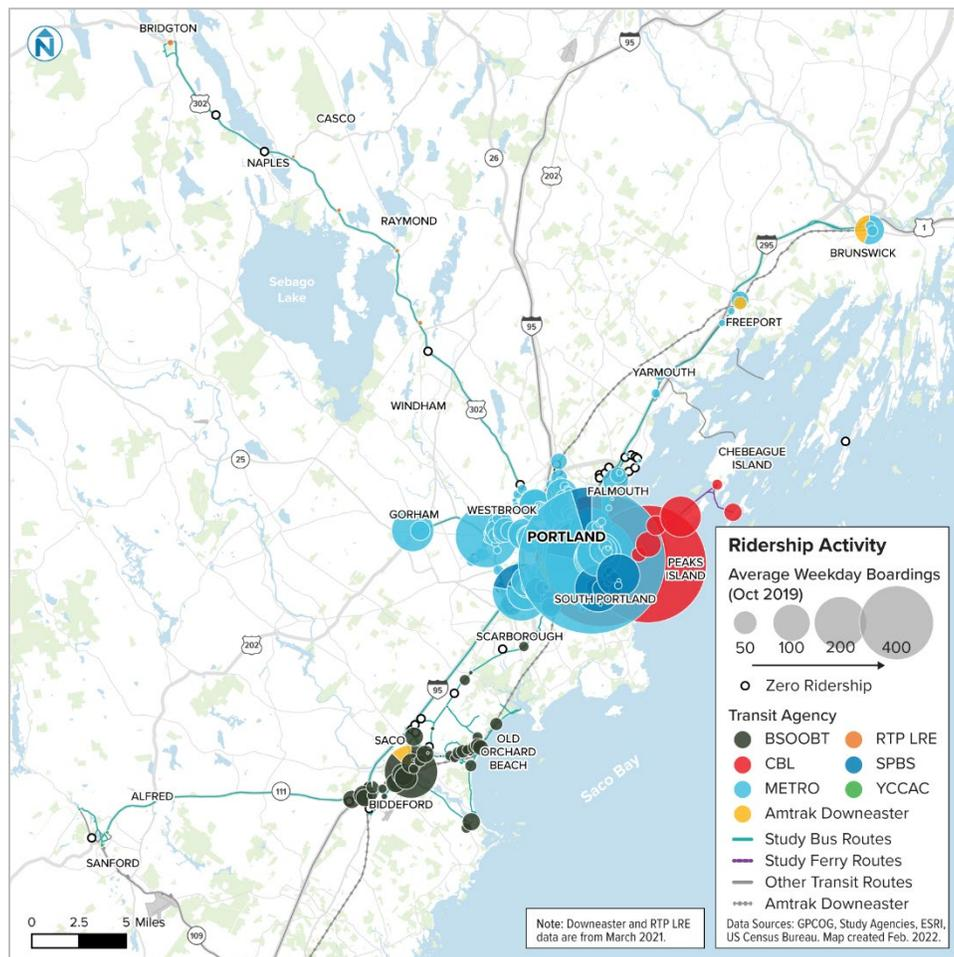 BRIDGTON
N
95
302
CASCO
26
NAPLES
202
RAYMOND
1
295
BRUNSWICK
Sebago
Lake
95
FREEPORT
YARMOUTH
WINDHAM
302
25
CHEBEAGUE
ISLAND
FALMOUTH
GORHAM
WESTBROOK
PORTLAND
PEAKS
ISLAND
SOUTH PORTLAND
SCARBOROUGH
202
95
SACO
OLD
ORCHARD
BEACH
Saco Bay
ALFRED
111
BIDDEFORD
SANFORD
109
0 2.5 5 Miles
Note: Downeaster and RTP LRE
data are from March 2021.
Ridership Activity
Average Weekday Boardings
(Oct 2019)
50 100 200 400
Zero Ridership
Transit Agency
BSOOBT RTP LRE
CBL SPBS
METRO YCCAC
Amtrak Downeaster
Study Bus Routes
Study Ferry Routes
Other Transit Routes
Amtrak Downeaster
Data Sources: GPCOG, Study Agencies, ESRI,
US Census Bureau. Map created Feb. 2022.